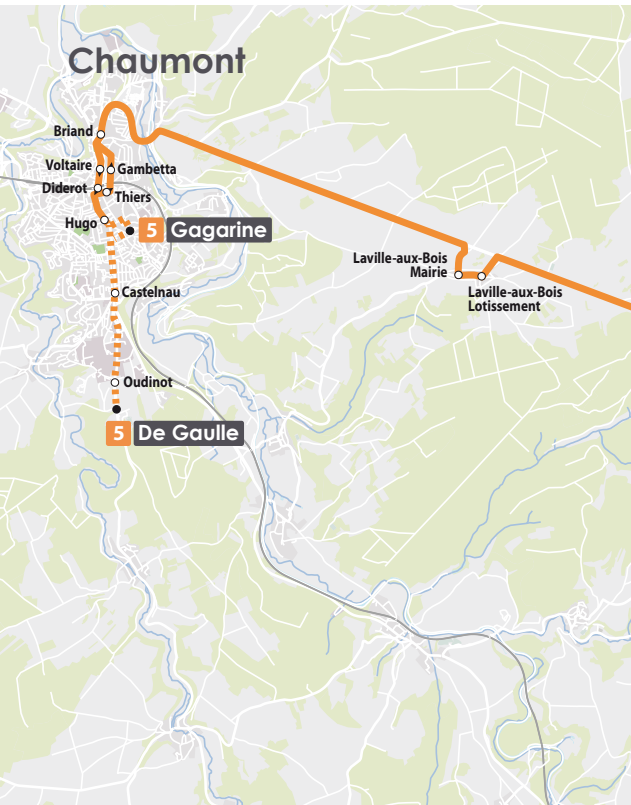 Chaumont
Briand
Voltaire
Gambetta
Diderot
Thiers
Hugo
5 Gagarine
Laville-aux-Bois
Mairie
Laville-aux-Bois
Lotissement
Castelnau
Oudinot
5 De Gaulle